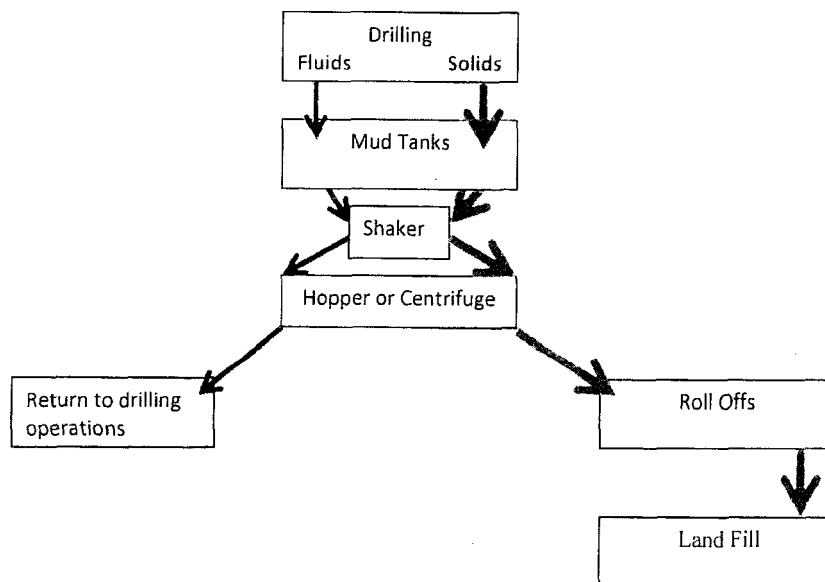 Drilling
Fluids Solids
Mud Tanks
Shaker
Hopper or Centrifuge
Return to drilling
operations
Roll Offs
Land Fill